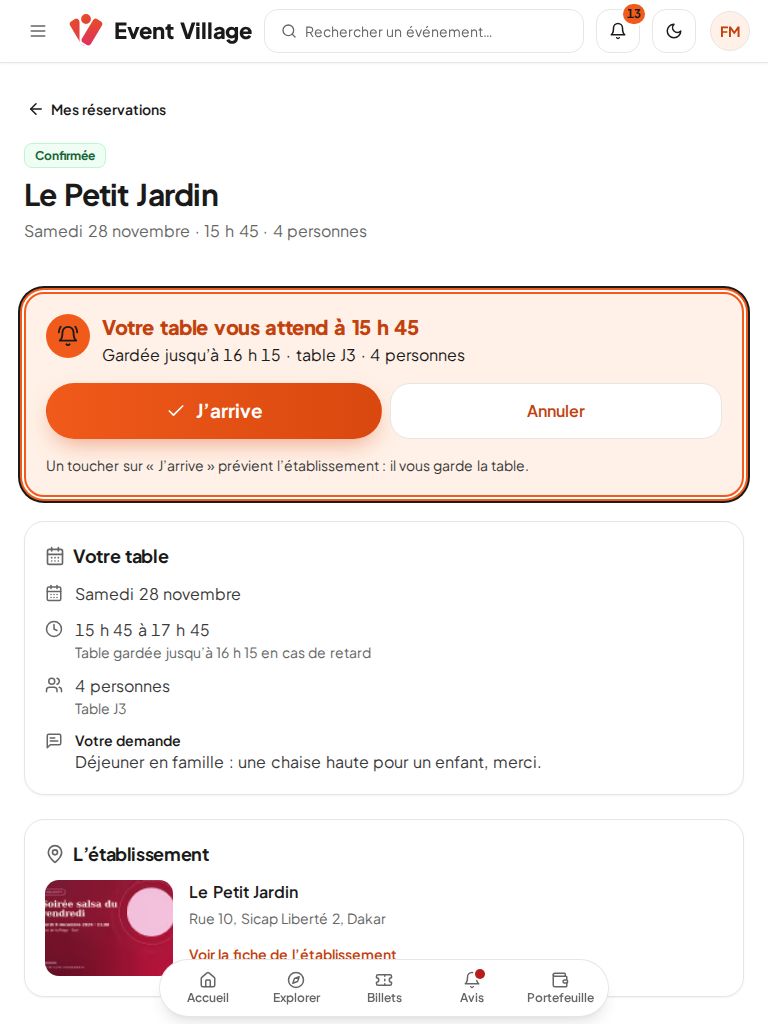 Event Village
Rechercher un événement…
13
FM
Mes réservations
Confirmée
Le Petit Jardin
Samedi 28 novembre · 15 h 45 · 4 personnes
Votre table vous attend à 15 h 45
Gardée jusqu’à 16 h 15 · table J3 · 4 personnes
J’arrive
Annuler
Un toucher sur « J’arrive » prévient l’établissement : il vous garde la table.
Votre table
Samedi 28 novembre
15 h 45 à 17 h 45
Table gardée jusqu’à 16 h 15 en cas de retard
4 personnes
Table J3
Votre demande
Déjeuner en famille : une chaise haute pour un enfant, merci.
L’établissement
Soirée salsa du
vendredi
Le Petit Jardin
Rue 10, Sicap Liberté 2, Dakar
Voir la fiche de l’établissement
Accueil
Explorer
Billets
Avis
Portefeuille